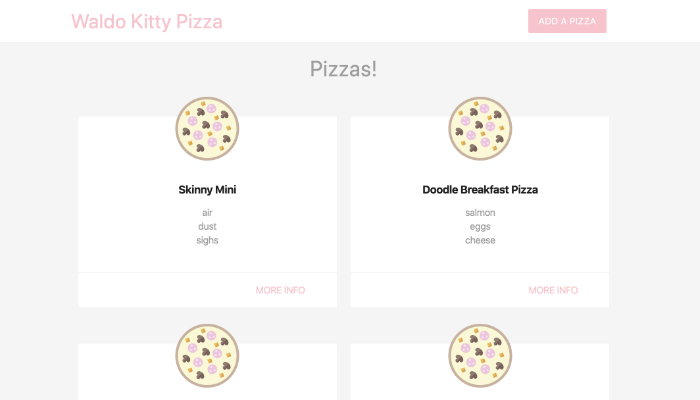 Waldo Kitty Pizza
ADD A PIZZA
Pizzas!
Skinny Mini
air
dust
sighs
MORE INFO
Doodle Breakfast Pizza
salmon
eggs
cheese
MORE INFO